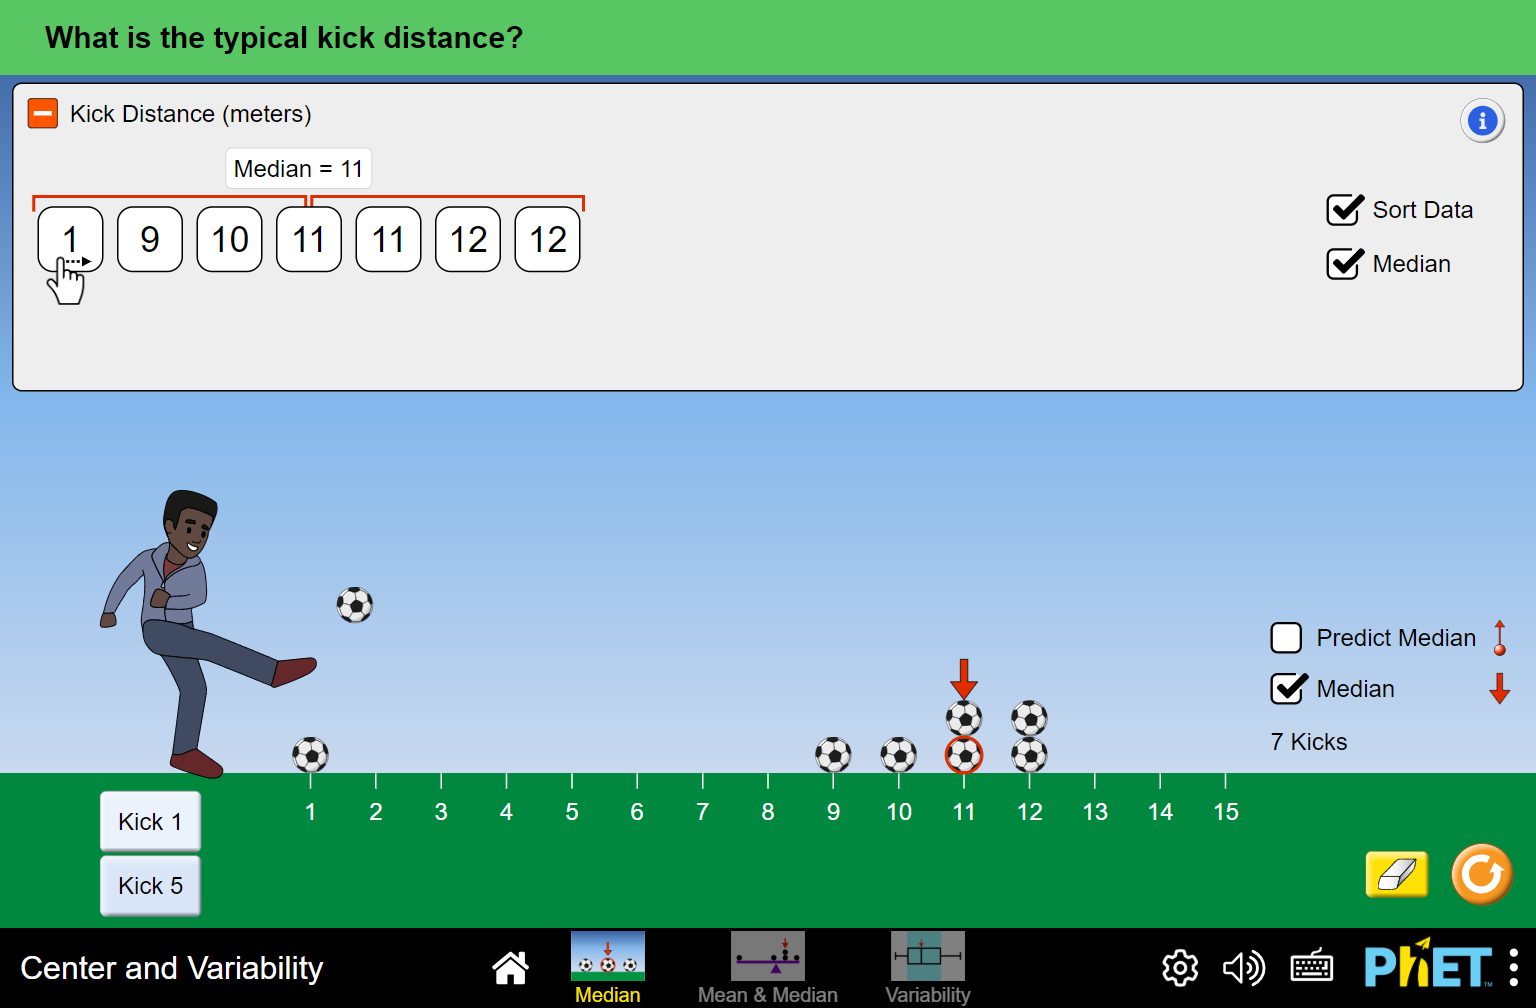 What is the typical kick distance?
Kick Distance (meters)
Median = 11
1 9 10 11 11 12 12
Sort Data
Median
Predict Median
Median
7 Kicks
1 2 3 4 5 6 7 8 9 10 11 12 13 14 15
Kick 1
Kick 5
Center and Variability
Median
Mean & Median
Variability
PhET